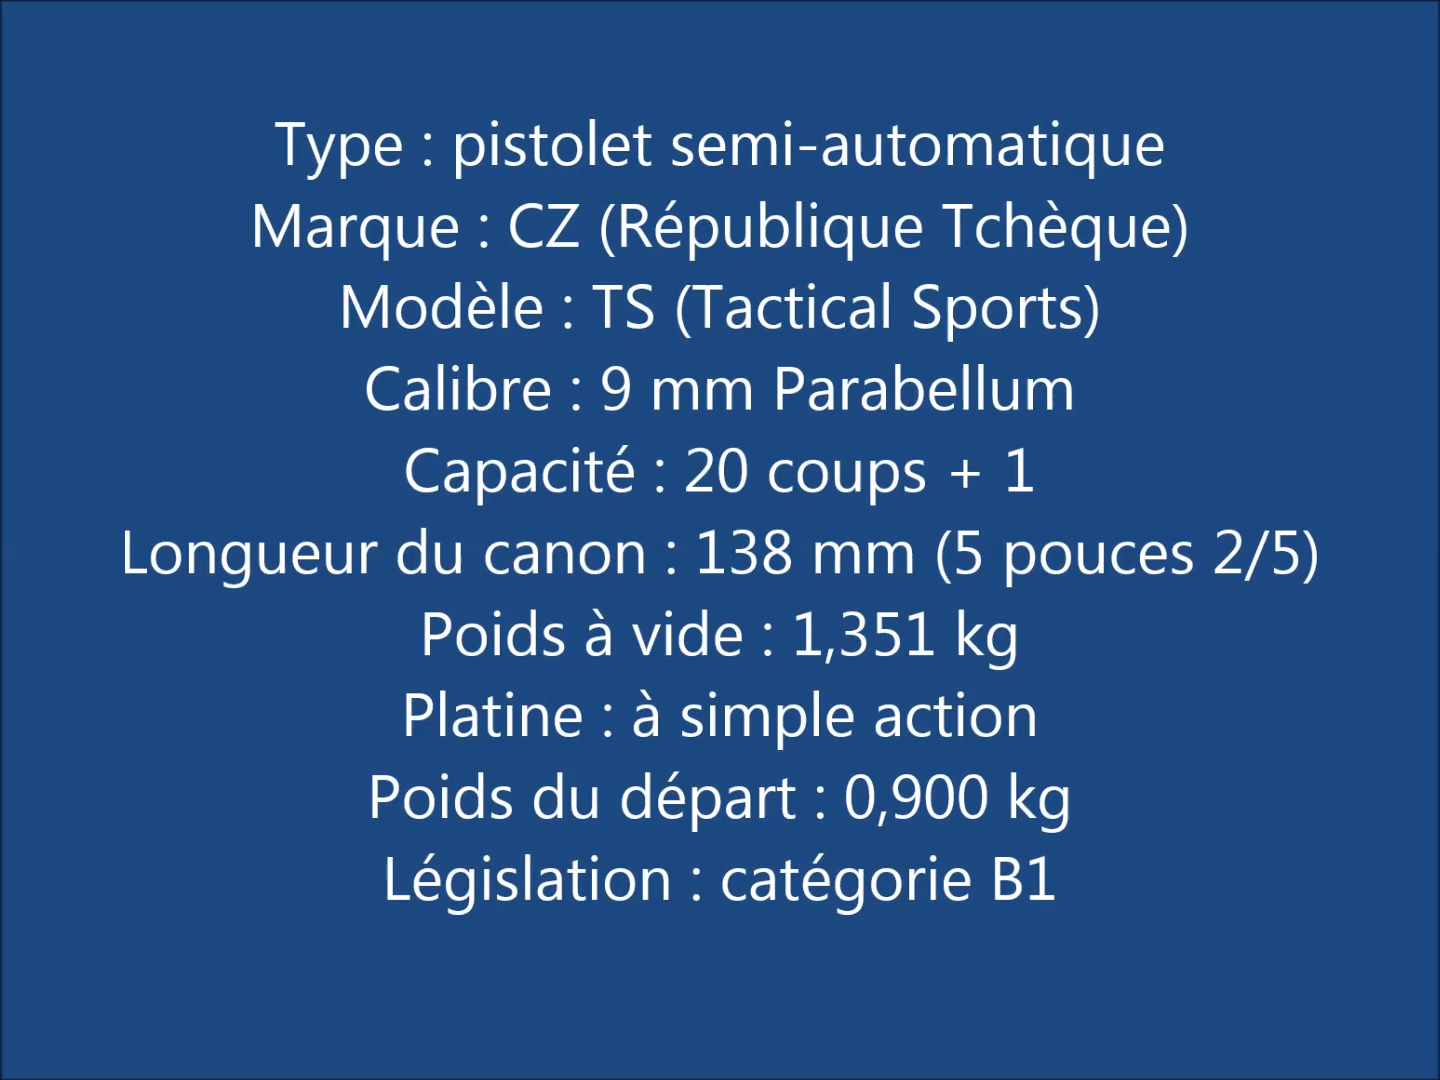 Type : pistolet semi-automatique
Marque : CZ (République Tchèque)
Modèle : TS (Tactical Sports)
Calibre : 9 mm Parabellum
Capacité : 20 coups + 1
Longueur du canon : 138 mm (5 pouces 2/5)
Poids à vide : 1,351 kg
Platine : à simple action
Poids du départ : 0,900 kg
Législation : catégorie B1